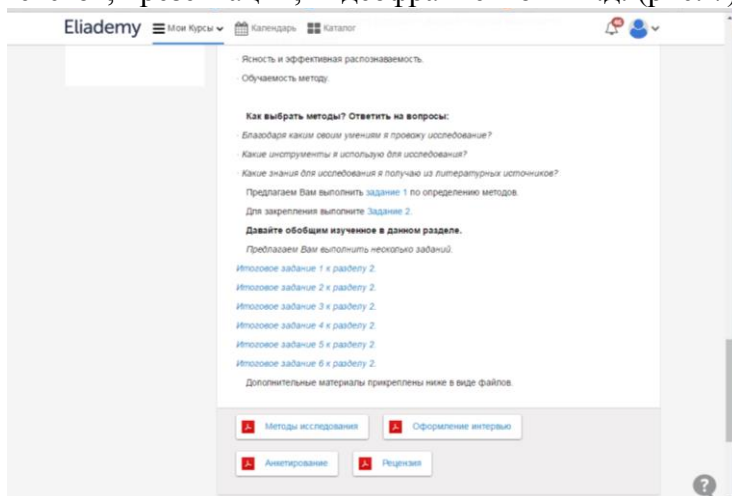 Eliademy Мои Курсы Календарь Каталог
· Ясность и эффективная распознаваемость.
· Обучаемость методу.
Как выбрать методы? Ответить на вопросы:
· Благодаря каким своим умениям я провожу исследование?
· Какие инструменты я использую для исследования?
· Какие знания для исследования я получаю из литературных источников?
Предлагаем Вам выполнить задание 1 по определению методов.
Для закрепления выполните Задание 2.
Давайте обобщим изученное в данном разделе.
Предлагаем Вам выполнить несколько заданий.
Итоговое задание 1 к разделу 2.
Итоговое задание 2 к разделу 2.
Итоговое задание 3 к разделу 2.
Итоговое задание 4 к разделу 2.
Итоговое задание 5 к разделу 2.
Итоговое задание 6 к разделу 2.
Дополнительные материалы прикреплены ниже в виде файлов.
Методы исследования Оформление интервью
Анкетирование Рецензия
?